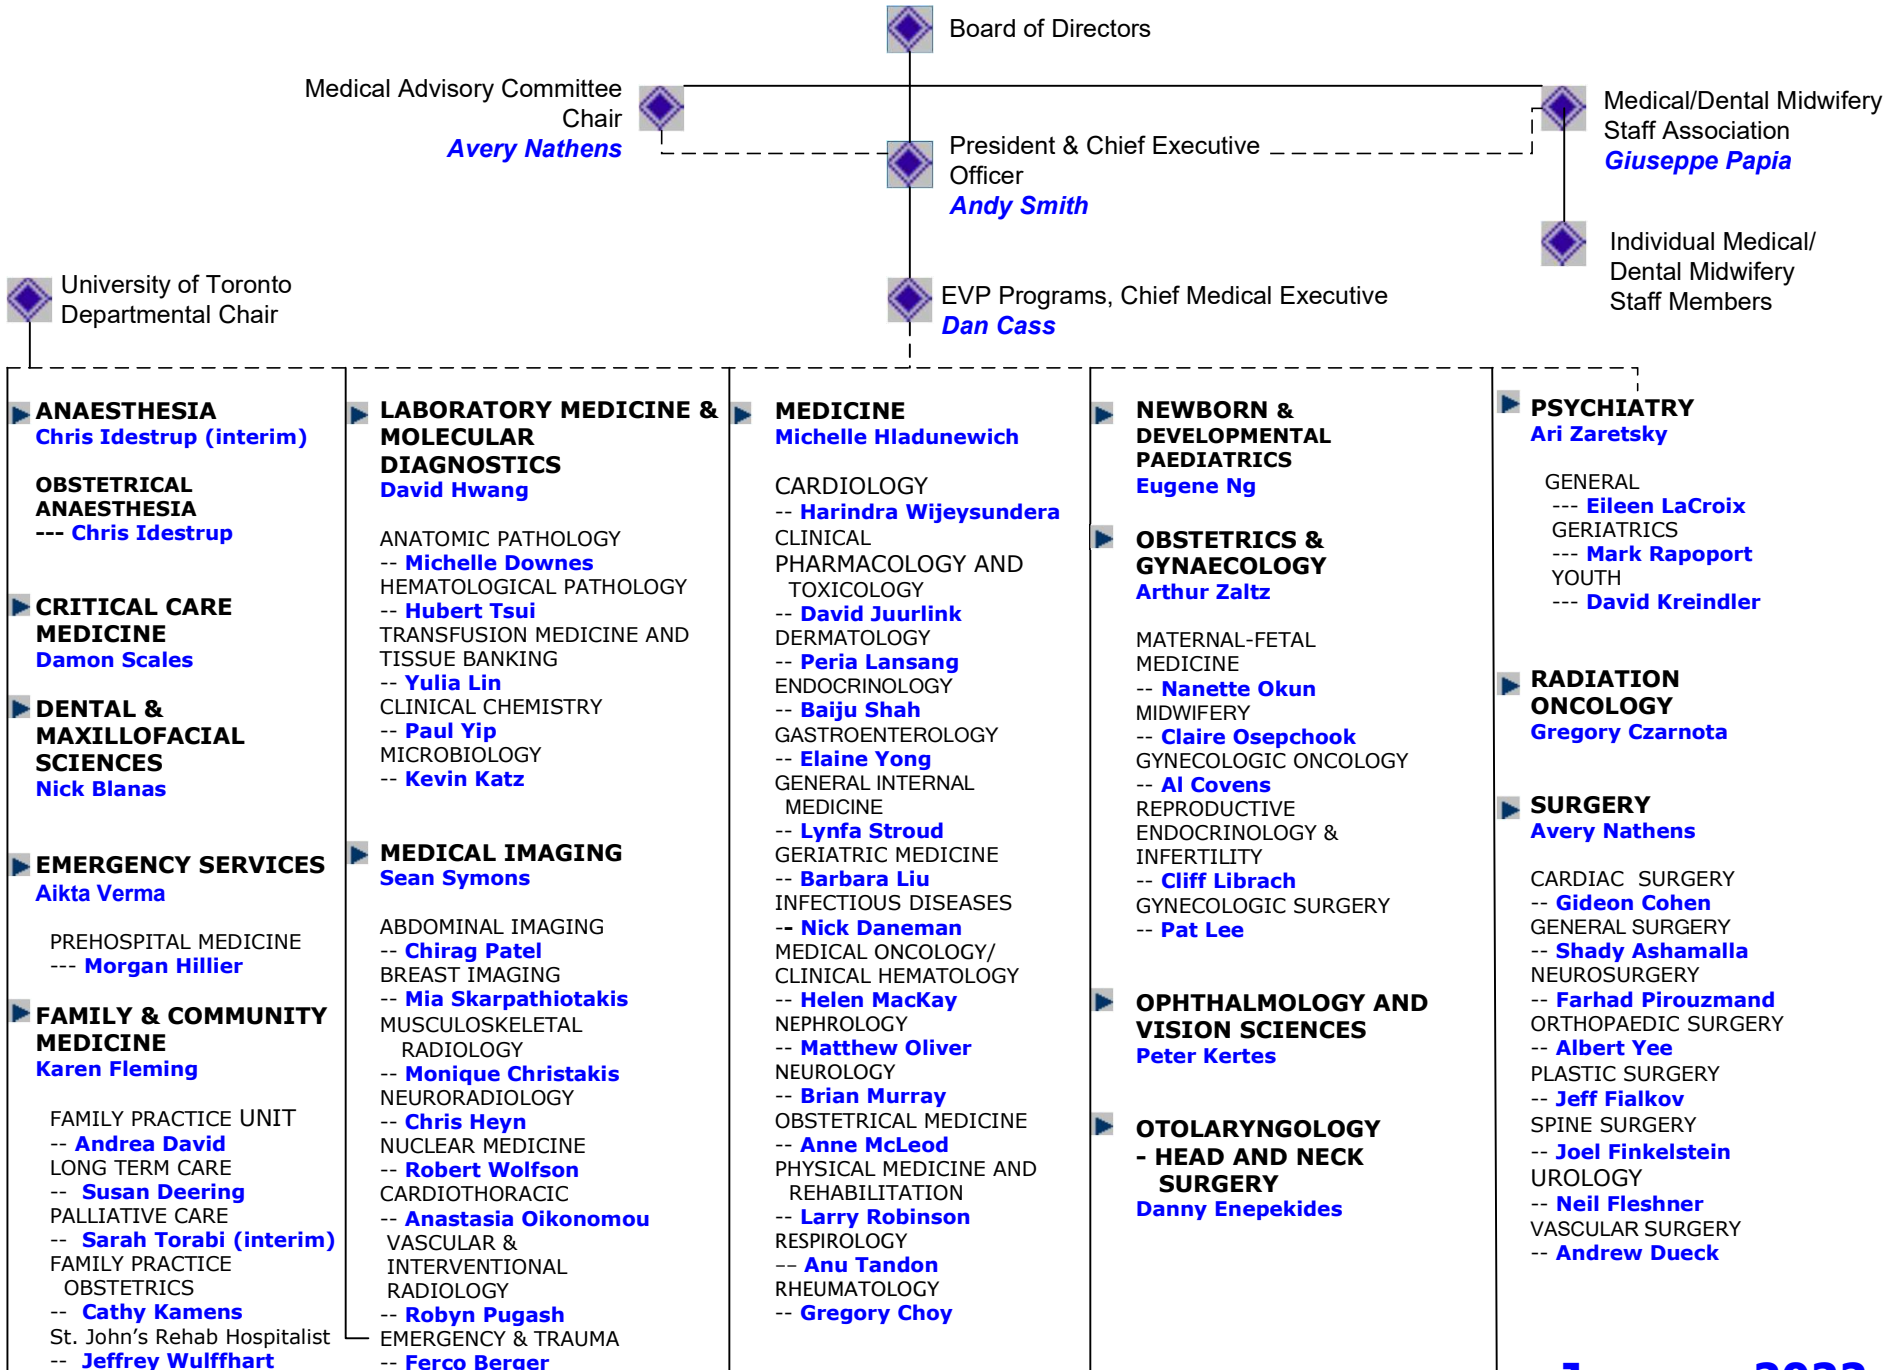 Board of Directors
Medical Advisory Committee
Chair
Avery Nathens
President & Chief Executive
Officer
Andy Smith
Medical/Dental Midwifery
Staff Association
Giuseppe Papia
Individual Medical/
Dental Midwifery
Staff Members
University of Toronto
Departmental Chair
EVP Programs, Chief Medical Executive
Dan Cass
ANAESTHESIA
Chris Idestrup (interim)
OBSTETRICAL
ANAESTHESIA
--- Chris Idestrup
CRITICAL CARE
MEDICINE
Damon Scales
DENTAL &
MAXILLOFACIAL
SCIENCES
Nick Blanas
EMERGENCY SERVICES
Aikta Verma
PREHOSPITAL MEDICINE
--- Morgan Hillier
FAMILY & COMMUNITY
MEDICINE
Karen Fleming
FAMILY PRACTICE UNIT
-- Andrea David
LONG TERM CARE
-- Susan Deering
PALLIATIVE CARE
-- Sarah Torabi (interim)
FAMILY PRACTICE
OBSTETRICS
-- Cathy Kamens
St. John's Rehab Hospitalist
-- Jeffrey Wulffhart
LABORATORY MEDICINE &
MOLECULAR
DIAGNOSTICS
David Hwang
ANATOMIC PATHOLOGY
-- Michelle Downes
HEMATOLOGICAL PATHOLOGY
-- Hubert Tsui
TRANSFUSION MEDICINE AND
TISSUE BANKING
-- Yulia Lin
CLINICAL CHEMISTRY
-- Paul Yip
MICROBIOLOGY
-- Kevin Katz
MEDICAL IMAGING
Sean Symons
ABDOMINAL IMAGING
-- Chirag Patel
BREAST IMAGING
-- Mia Skarpathiotakis
MUSCULOSKELETAL
RADIOLOGY
-- Monique Christakis
NEURORADIOLOGY
-- Chris Heyn
NUCLEAR MEDICINE
-- Robert Wolfson
CARDIOTHORACIC
-- Anastasia Oikonomou
VASCULAR &
INTERVENTIONAL
RADIOLOGY
-- Robyn Pugash
EMERGENCY & TRAUMA
-- Ferco Berger
MEDICINE
Michelle Hladunewich
CARDIOLOGY
-- Harindra Wijeysundera
CLINICAL
PHARMACOLOGY AND
TOXICOLOGY
-- David Juurlink
DERMATOLOGY
-- Peria Lansang
ENDOCRINOLOGY
-- Baiju Shah
GASTROENTEROLOGY
-- Elaine Yong
GENERAL INTERNAL
MEDICINE
-- Lynfa Stroud
GERIATRIC MEDICINE
-- Barbara Liu
INFECTIOUS DISEASES
-- Nick Daneman
MEDICAL ONCOLOGY/
CLINICAL HEMATOLOGY
-- Helen MacKay
NEPHROLOGY
-- Matthew Oliver
NEUROLOGY
-- Brian Murray
OBSTETRICAL MEDICINE
-- Anne McLeod
PHYSICAL MEDICINE AND
REHABILITATION
-- Larry Robinson
RESPIROLOGY
-- Anu Tandon
RHEUMATOLOGY
-- Gregory Choy
NEWBORN &
DEVELOPMENTAL
PAEDIATRICS
Eugene Ng
OBSTETRICS &
GYNAECOLOGY
Arthur Zaltz
MATERNAL-FETAL
MEDICINE
-- Nanette Okun
MIDWIFERY
-- Claire Osepchook
GYNECOLOGIC ONCOLOGY
-- Al Covens
REPRODUCTIVE
ENDOCRINOLOGY &
INFERTILITY
-- Cliff Librach
GYNECOLOGIC SURGERY
-- Pat Lee
OPHTHALMOLOGY AND
VISION SCIENCES
Peter Kertes
OTOLARYNGOLOGY
- HEAD AND NECK
SURGERY
Danny Enepekides
PSYCHIATRY
Ari Zaretsky
GENERAL
--- Eileen LaCroix
GERIATRICS
--- Mark Rapoport
YOUTH
--- David Kreindler
RADIATION
ONCOLOGY
Gregory Czarnota
SURGERY
Avery Nathens
CARDIAC SURGERY
-- Gideon Cohen
GENERAL SURGERY
-- Shady Ashamalla
NEUROSURGERY
-- Farhad Pirouzmand
ORTHOPAEDIC SURGERY
-- Albert Yee
PLASTIC SURGERY
-- Jeff Fialkov
SPINE SURGERY
-- Joel Finkelstein
UROLOGY
-- Neil Fleshner
VASCULAR SURGERY
-- Andrew Dueck